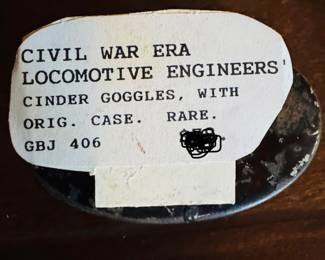 CIVIL WAR ERA
LOCOMOTIVE ENGINEERS'
CINDER GOGGLES, WITH
ORIG. CASE. RARE.
GBJ 406